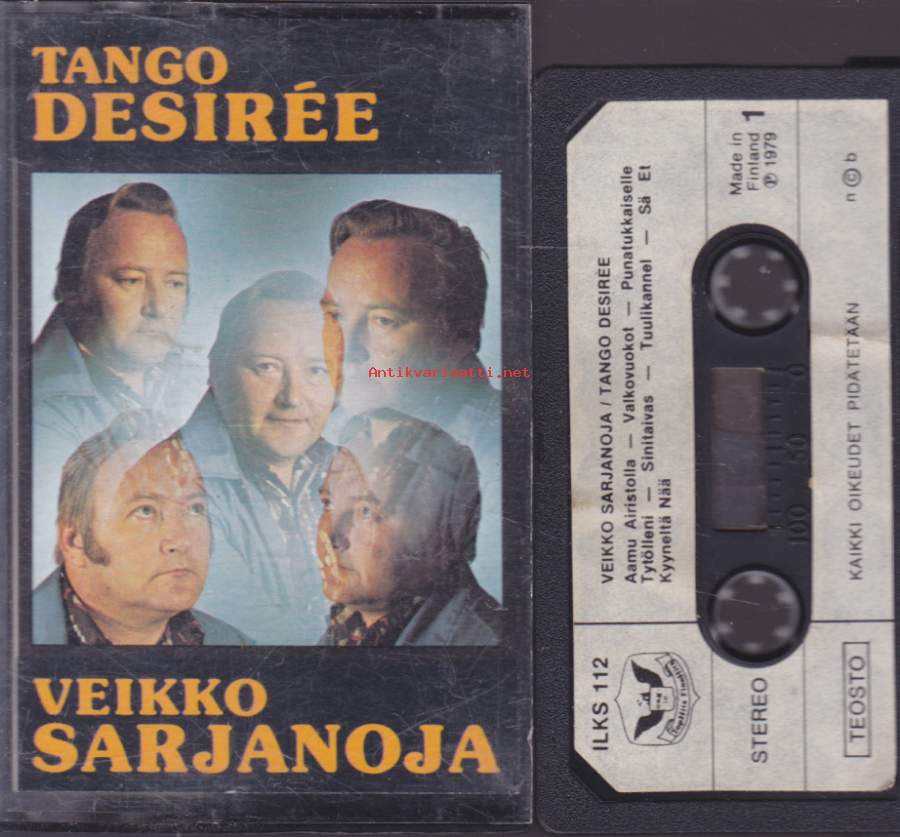 TANGO
DESIRÉE
Antikvariaatti.net
VEIKKO
SARJANOJA
VEIKKO SARJANOJA / TANGO DESIREE
Aamu Airistolla — Valkovuokot — Punatukkaiselle
Tytölleni — Sinitaivas — Tuulikannel — Sä Et
Kyyneltä Nää
Made in
Finland 1
℗ 1979
n © b
0
50
100
KAIKKI OIKEUDET PIDÄTETÄÄN
ILKS 112
STEREO
TEOSTO